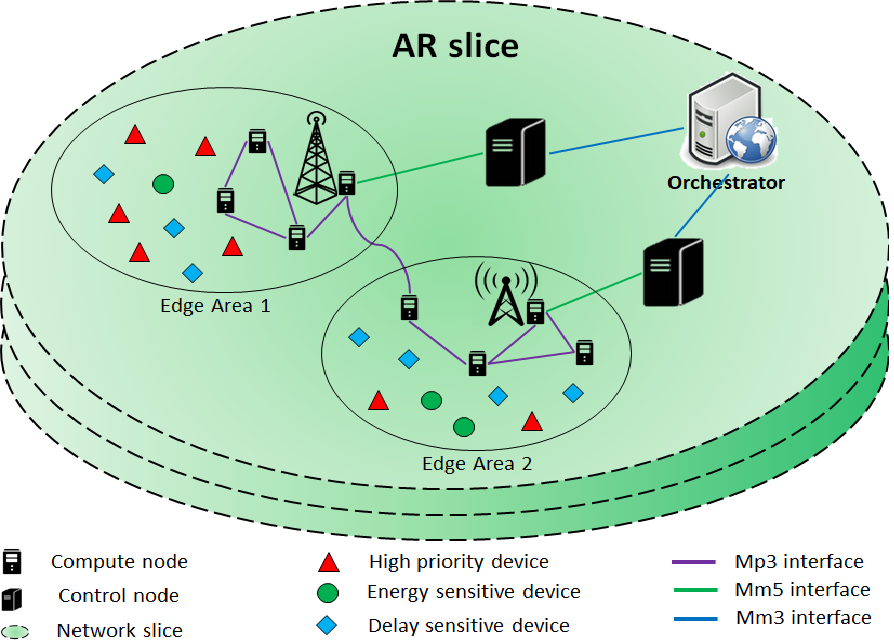 AR slice
Orchestrator
Edge Area 1
Edge Area 2
Compute node
High priority device
Mp3 interface
Control node
Energy sensitive device
Mm5 interface
Network slice
Delay sensitive device
Mm3 interface